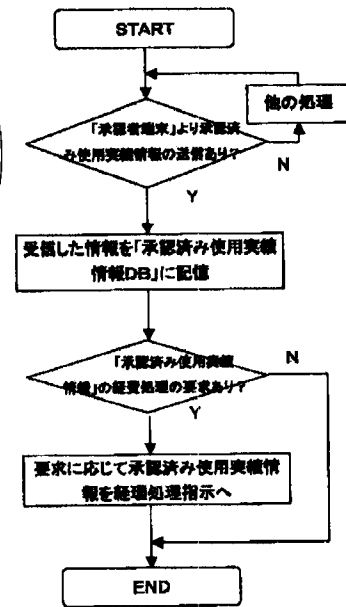 START
他の処理
「承認者端末」より承認済
み使用実績情報の送信あり？
N
Y
受信した情報を「承認済み使用実績
情報DB」に記憶
「承認済み使用実績
情報」の経費処理の要求あり？
N
Y
要求に応じて承認済み使用実績情
報を経理処理指示へ
END